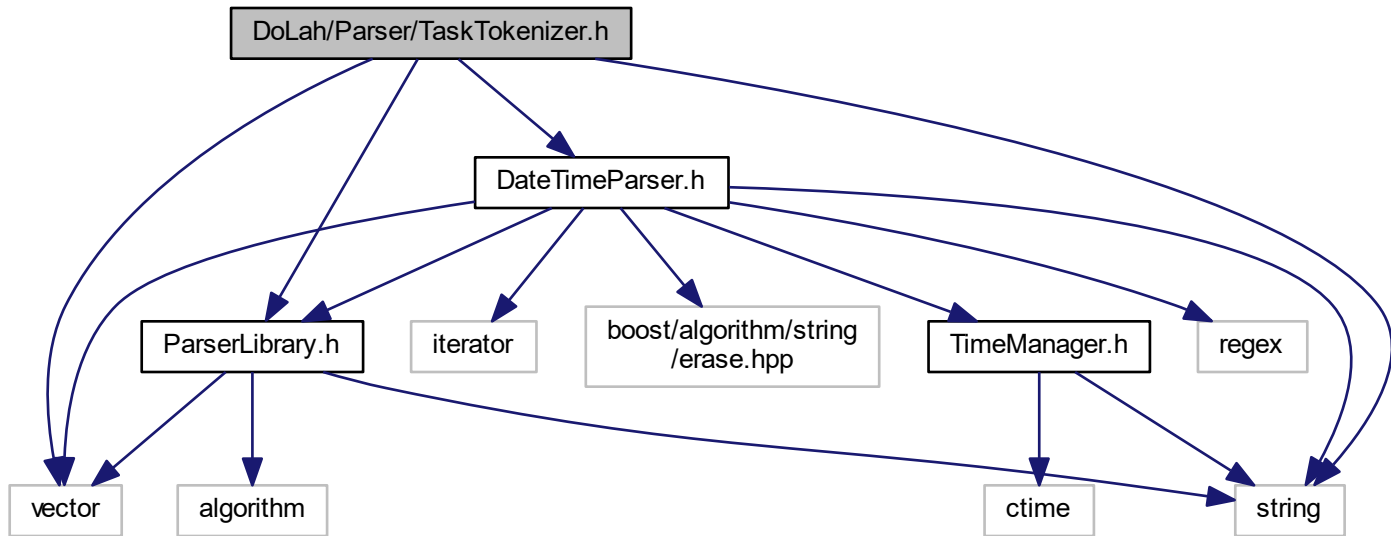 DoLah/Parser/TaskTokenizer.h
DateTimeParser.h
ParserLibrary.h
iterator
boost/algorithm/string
/erase.hpp
TimeManager.h
regex
vector
algorithm
ctime
string